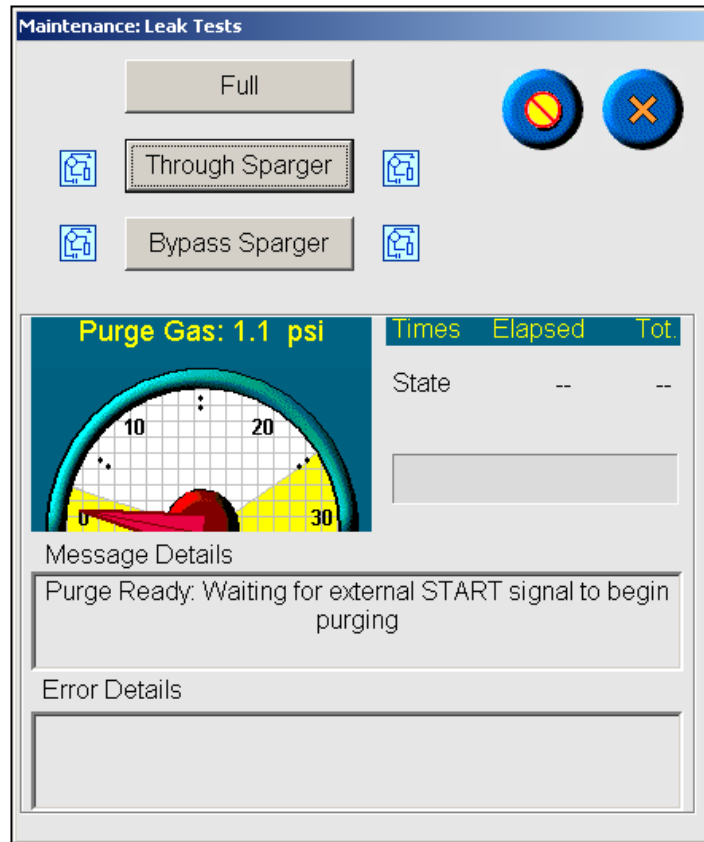 Maintenance: Leak Tests
Full
Through Sparger
Bypass Sparger
Purge Gas: 1.1 psi
10
20
0
30
Times Elapsed Tot.
State -- --
Message Details
Purge Ready: Waiting for external START signal to begin
purging
Error Details